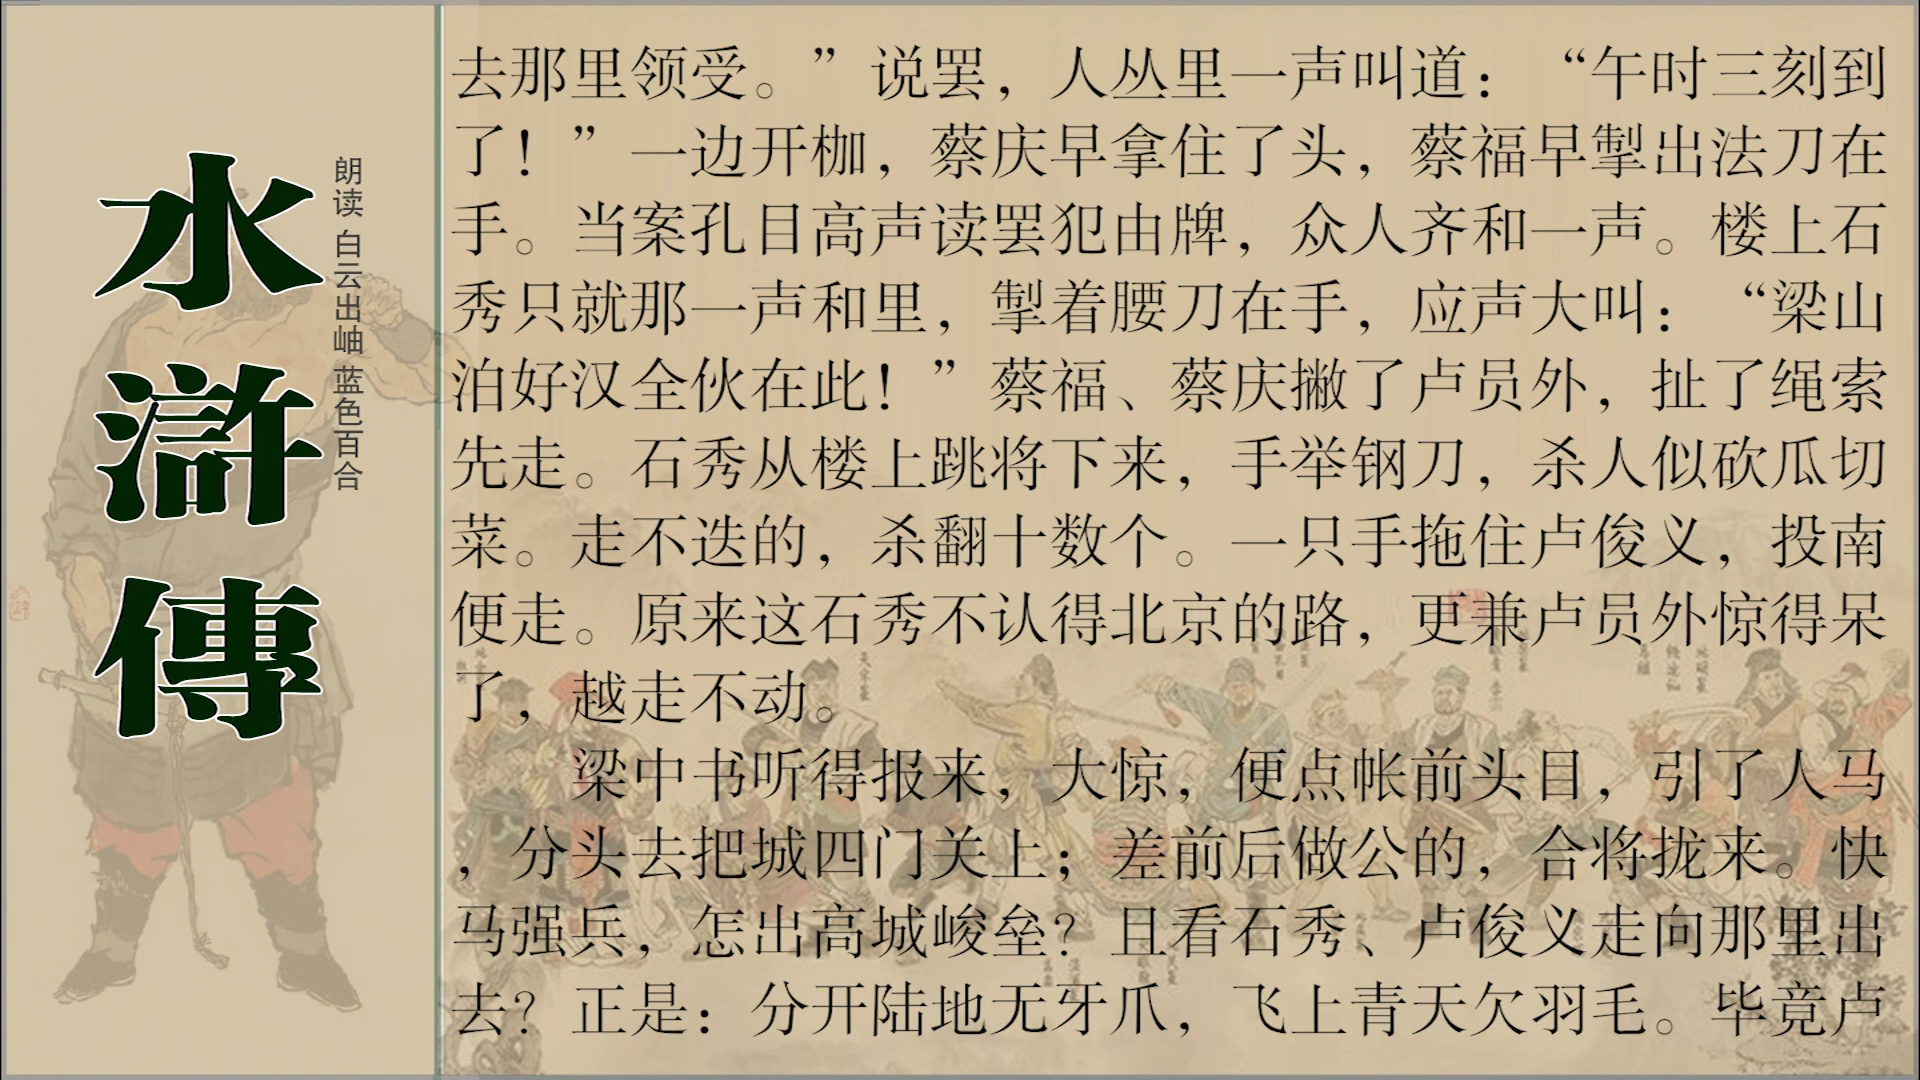 水滸傳
朗读 白云出岫 蓝色百合
去那里领受。”说罢，人丛里一声叫道：“午时三刻到
了！”一边开枷，蔡庆早拿住了头，蔡福早掣出法刀在
手。当案孔目高声读罢犯由牌，众人齐和一声。楼上石
秀只就那一声和里，掣着腰刀在手，应声大叫：“梁山
泊好汉全伙在此！”蔡福、蔡庆撇了卢员外，扯了绳索
先走。石秀从楼上跳将下来，手举钢刀，杀人似砍瓜切
菜。走不迭的，杀翻十数个。一只手拖住卢俊义，投南
便走。原来这石秀不认得北京的路，更兼卢员外惊得呆
了，越走不动。
梁中书听得报来，大惊，便点帐前头目，引了人马
，分头去把城四门关上；差前后做公的，合将拢来。快
马强兵，怎出高城峻垒？且看石秀、卢俊义走向那里出
去？正是：分开陆地无牙爪，飞上青天欠羽毛。毕竟卢